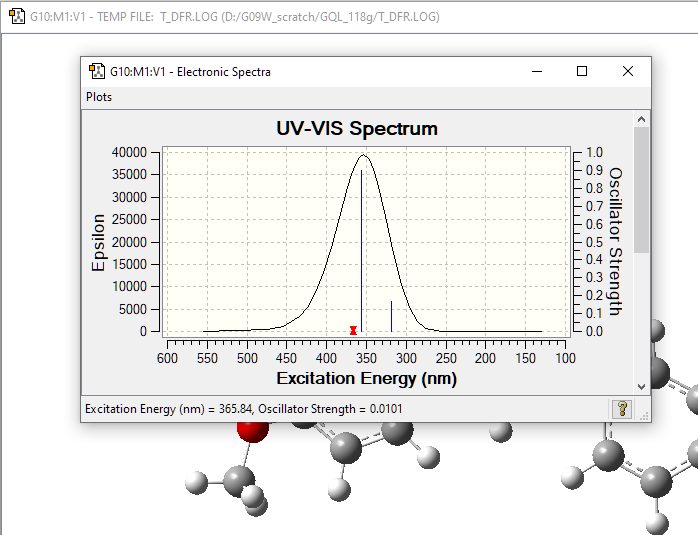 G10:M1:V1 - TEMP FILE: T_DFR.LOG (D:/G09W_scratch/GQL_118g/T_DFR.LOG)
G10:M1:V1 - Electronic Spectra
Plots
UV-VIS Spectrum
40000
35000
30000
25000
20000
15000
10000
5000
0
Epsilon
1.0
0.9
0.8
0.7
0.6
0.5
0.4
0.3
0.2
0.1
0.0
Oscillator Strength
600 550 500 450 400 350 300 250 200 150 100
Excitation Energy (nm)
Excitation Energy (nm) = 365.84, Oscillator Strength = 0.0101
?